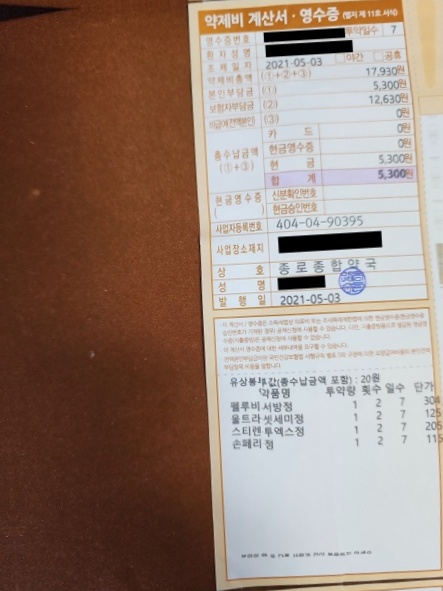 약제비 계산서·영수증 (별지 제 11호 서식)
영수증번호 투약일수 7
환자성명
조제일자 2021-05-03 □야간 □공휴
약제비총액 (①+②+③) 17,930원
본인부담금 (①) 5,300원
보험자부담금 (②) 12,630원
비급여(전액본인) (③) 0원
총수납금액 (①+③) 카드 0원
현금영수증 0원
현금 5,300원
합계 5,300원
현금영수증 ( ) 신분확인번호
현금승인번호
사업자등록번호 404-04-90395
사업장소재지
상호 종로종합약국
성명
발행일 2021-05-03
유상봉투값(총수납금액 포함) : 20원
약품명 투약량 횟수 일수 단가
펠루비서방정 1 2 7 304
울트라셋세미정 1 2 7 125
스티렌투엑스정 1 2 7 205
손페리정 1 2 7 115